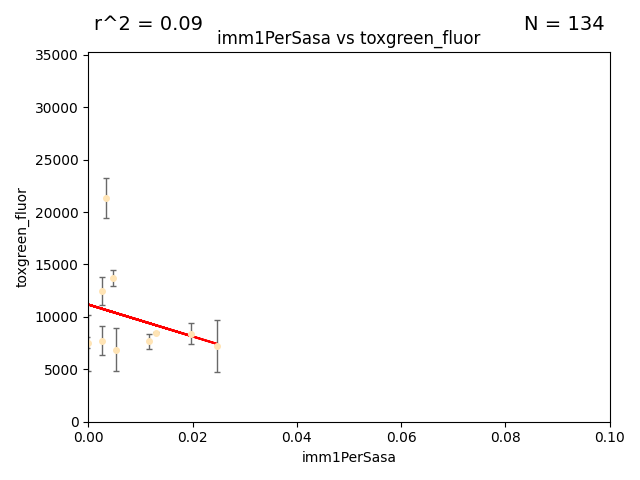 r^2 = 0.09
N = 134
imm1PerSasa vs toxgreen_fluor
35000
30000
25000
20000
15000
10000
5000
0
toxgreen_fluor
0.00
0.02
0.04
0.06
0.08
0.10
imm1PerSasa